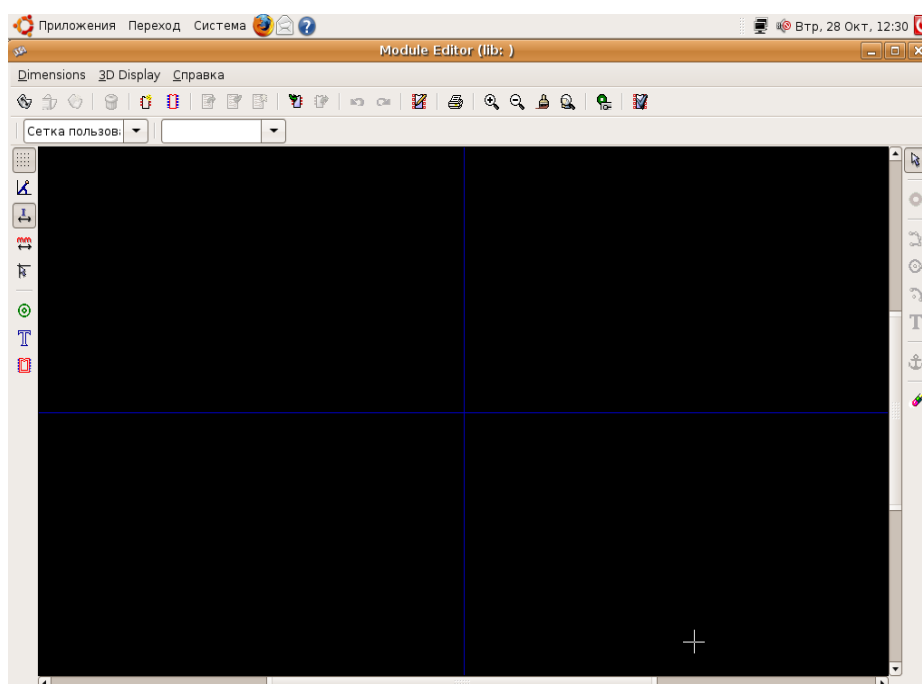 Приложения Переход Система Втр, 28 Окт, 12:30
Module Editor (lib: )
Dimensions 3D Display Справка
Сетка пользов